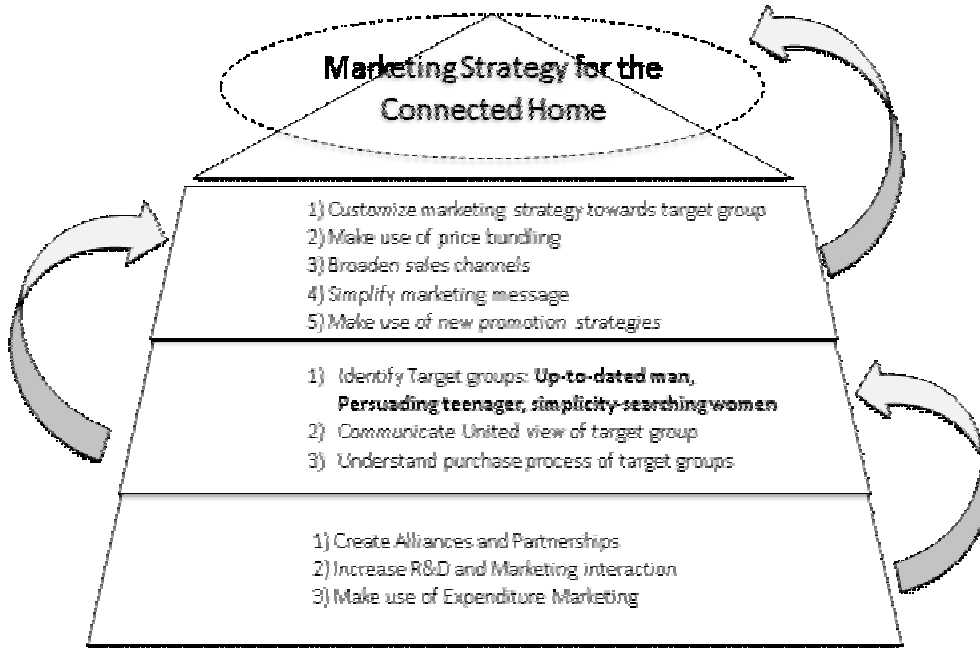 Marketing Strategy for the
Connected Home
1) Customize marketing strategy towards target group
2) Make use of price bundling
3) Broaden sales channels
4) Simplify marketing message
5) Make use of new promotion strategies
1) Identify Target groups: Up-to-dated man,
Persuading teenager, simplicity-searching women
2) Communicate United view of target group
3) Understand purchase process of target groups
1) Create Alliances and Partnerships
2) Increase R&D and Marketing interaction
3) Make use of Expenditure Marketing